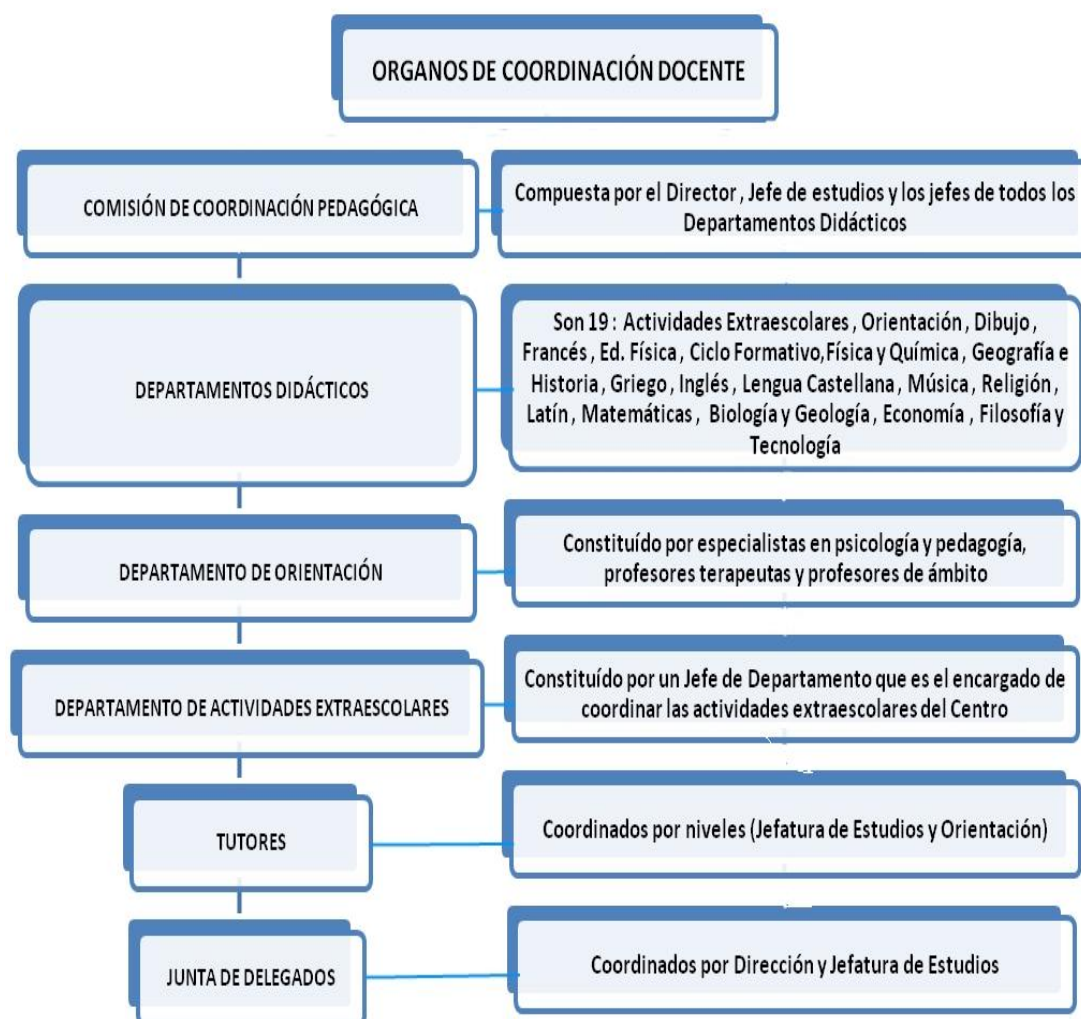 ORGANOS DE COORDINACIÓN DOCENTE
COMISIÓN DE COORDINACIÓN PEDAGÓGICA
Compuesta por el Director , Jefe de estudios y los jefes de todos los
Departamentos Didácticos
DEPARTAMENTOS DIDÁCTICOS
Son 19 : Actividades Extraescolares , Orientación , Dibujo ,
Francés , Ed. Física , Ciclo Formativo,Física y Química , Geografía e
Historia , Griego , Inglés , Lengua Castellana , Música , Religión ,
Latín , Matemáticas , Biología y Geología , Economía , Filosofía y
Tecnología
DEPARTAMENTO DE ORIENTACIÓN
Constituído por especialistas en psicología y pedagogía,
profesores terapeutas y profesores de ámbito
DEPARTAMENTO DE ACTIVIDADES EXTRAESCOLARES
Constituído por un Jefe de Departamento que es el encargado de
coordinar las actividades extraescolares del Centro
TUTORES
Coordinados por niveles (Jefatura de Estudios y Orientación)
JUNTA DE DELEGADOS
Coordinados por Dirección y Jefatura de Estudios